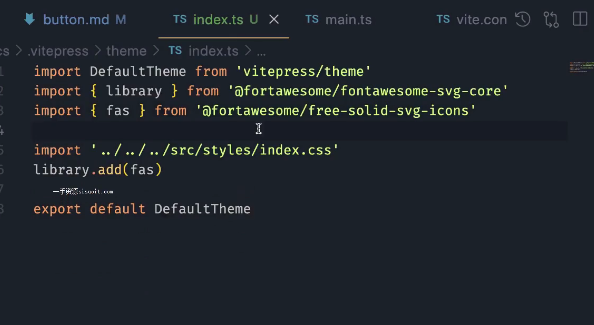 button.md M
TS index.ts U ×
TS main.ts
TS vite.con
cs > .vitepress > theme > TS index.ts > ...
1 import DefaultTheme from 'vitepress/theme'
2 import { library } from '@fortawesome/fontawesome-svg-core'
3 import { fas } from '@fortawesome/free-solid-svg-icons'
4
5 import '../../../src/styles/index.css'
6 library.add(fas)
7
8 export default DefaultTheme